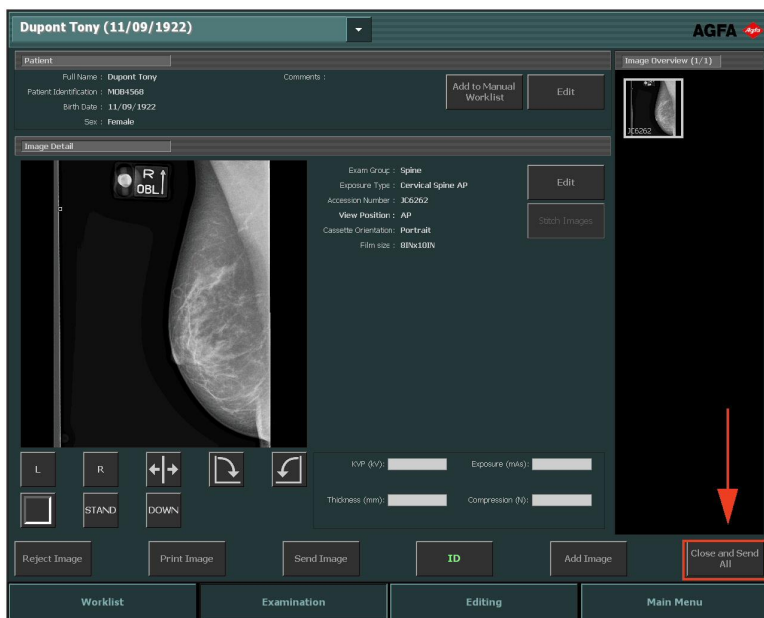 Dupont Tony (11/09/1922)
AGFA
Agfa
Patient
Full Name : Dupont Tony
Patient Identification : MOB4568
Birth Date : 11/09/1922
Sex : Female
Comments :
Add to Manual
Worklist
Edit
Image Overview (1/1)
JC6262
Image Detail
R
OBL
Exam Group : Spine
Exposure Type : Cervical Spine AP
Accession Number : JC6262
View Position : AP
Cassette Orientation: Portrait
Film size : 8INx10IN
Edit
Stitch Images
L
R
STAND
DOWN
KVP (kV):
Exposure (mAs):
Thickness (mm):
Compression (N):
Reject Image
Print Image
Send Image
ID
Add Image
Close and Send
All
Worklist
Examination
Editing
Main Menu